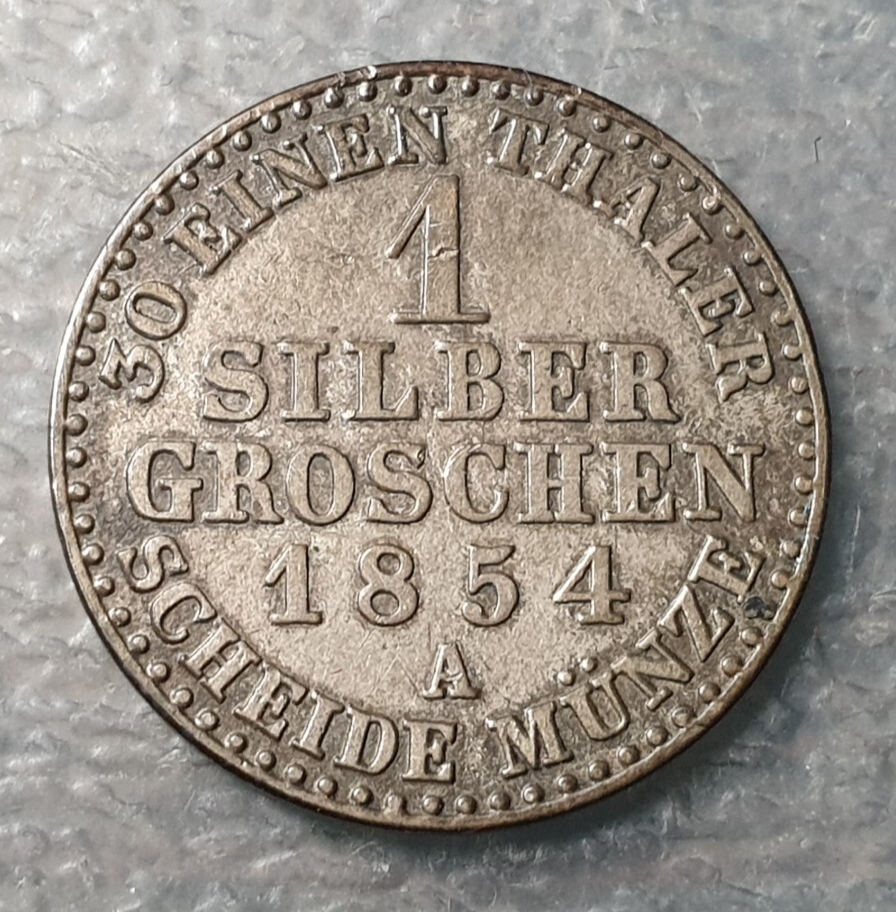 30 EINEN THALER
1
SILBER
GROSCHEN
1854
A
SCHEIDE MÜNZE